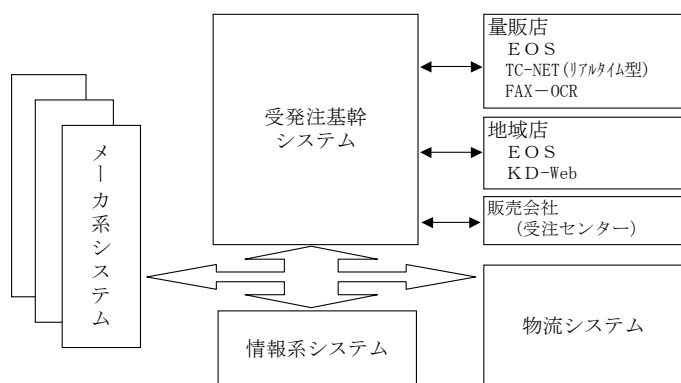 量販店
ＥＯＳ
TC-NET(ﾘｱﾙﾀｲﾑ型)
FAX－OCR
受発注基幹
システム
地域店
ＥＯＳ
ＫＤ-Web
販売会社
(受注センター)
メーカ系システム
物流システム
情報系システム